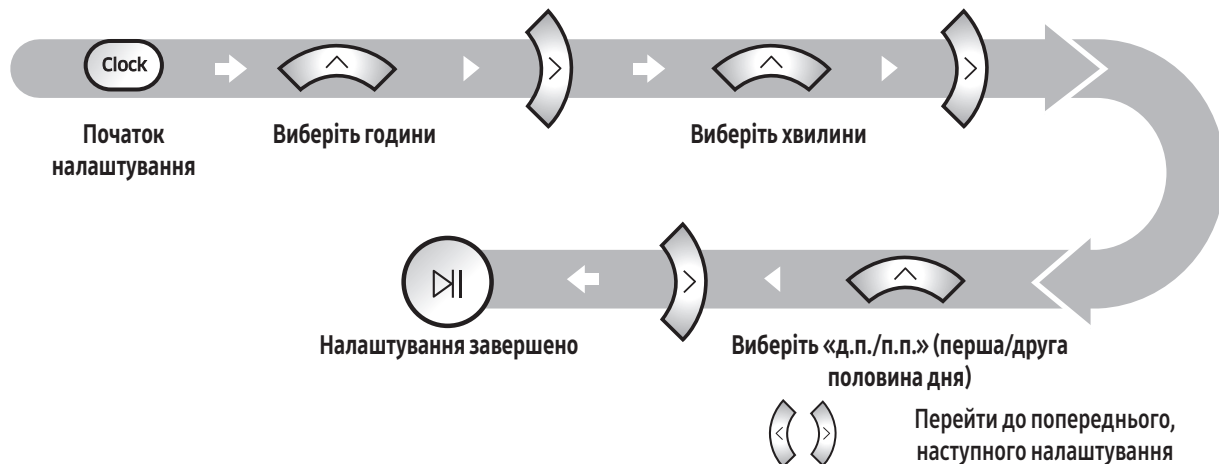 Clock
Початок
налаштування
Виберіть години
Виберіть хвилини
Налаштування завершено
Виберіть «д.п./п.п.» (перша/друга
половина дня)
Перейти до попереднього,
наступного налаштування